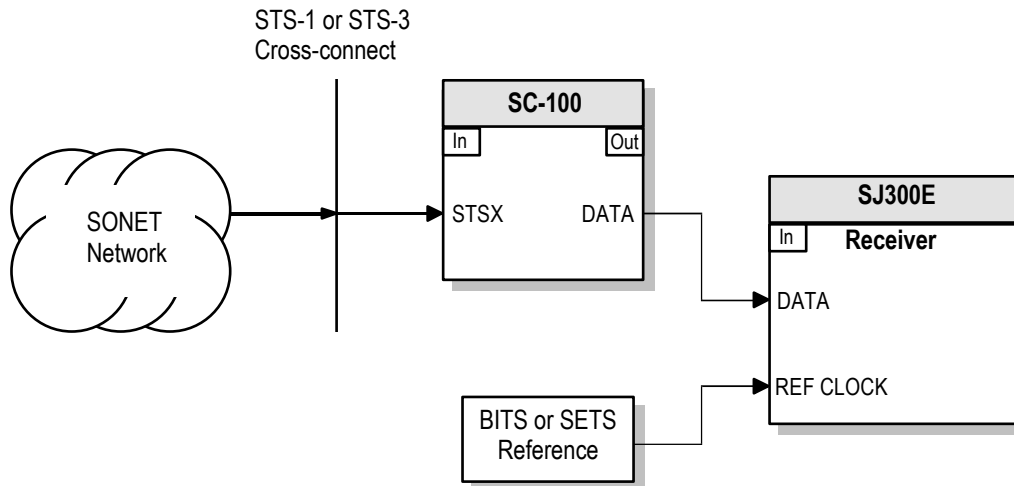 STS-1 or STS-3
Cross-connect
SC-100
In
Out
STSX
DATA
SONET
Network
SJ300E
In
Receiver
DATA
REF CLOCK
BITS or SETS
Reference